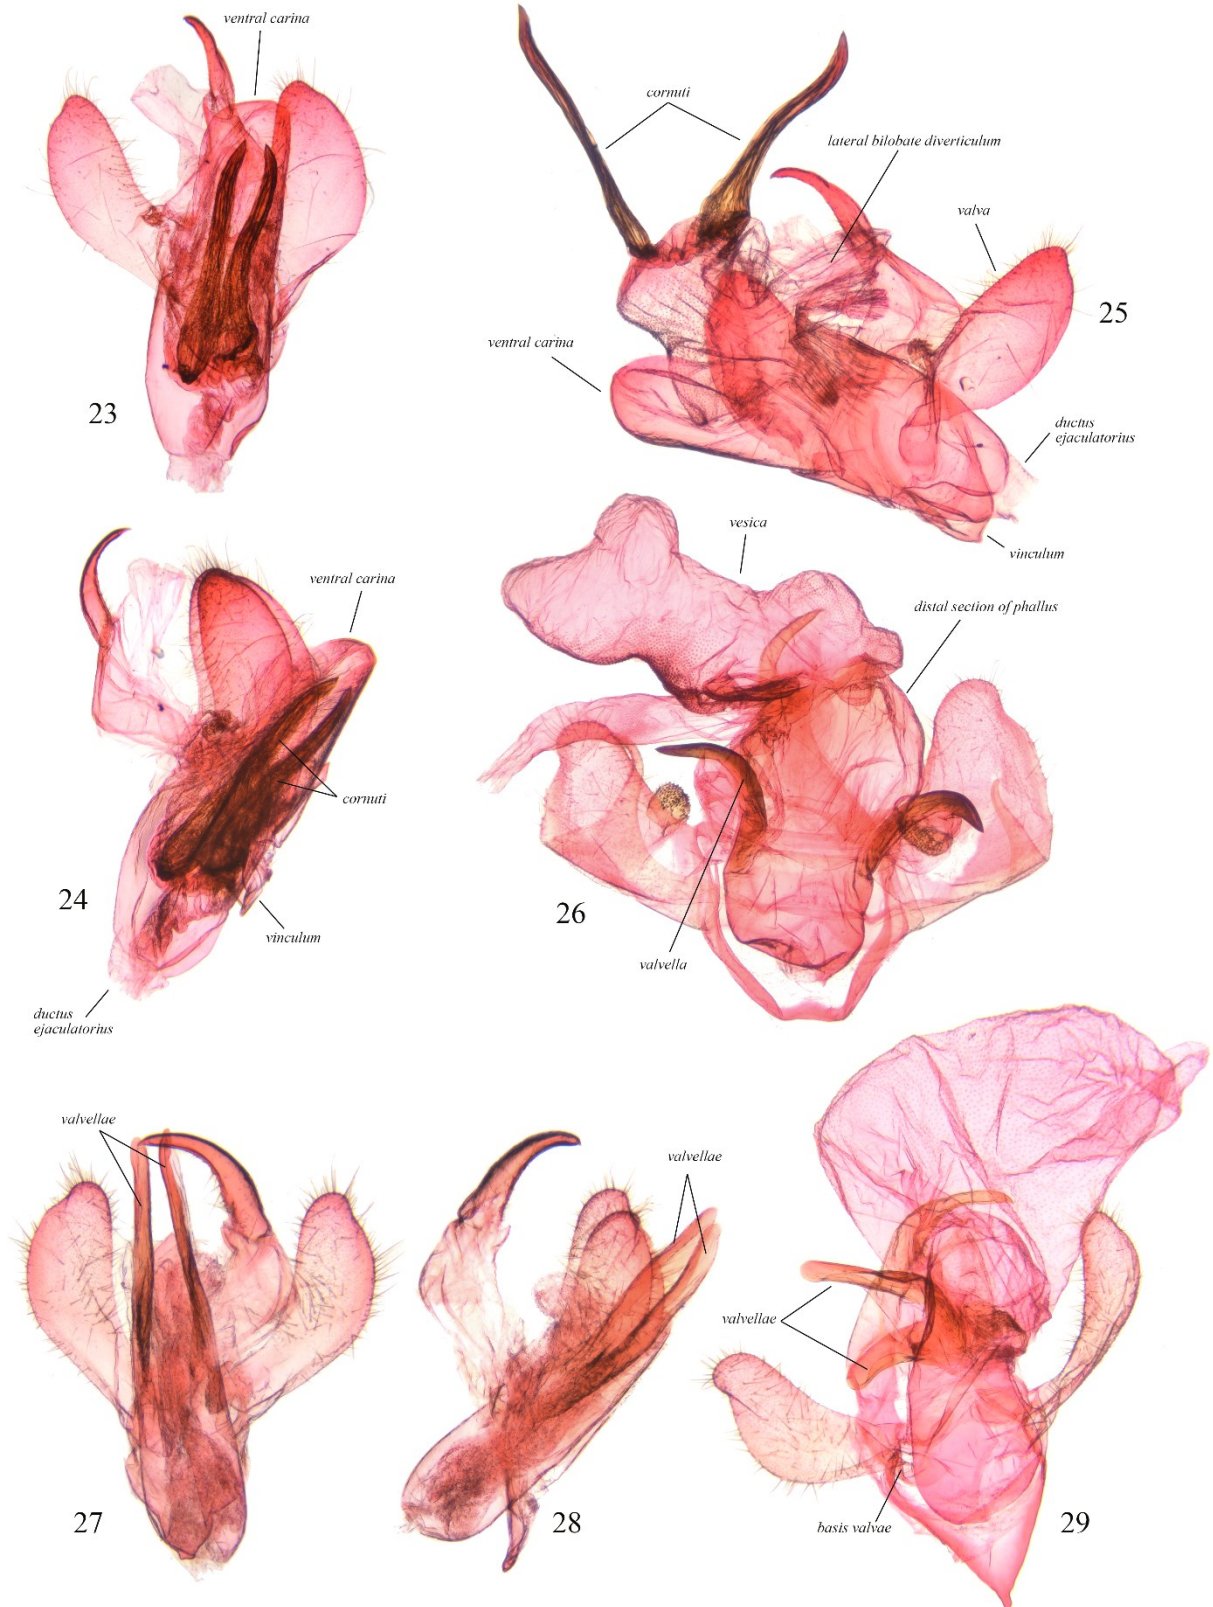 ventral carina
23
cornuti
lateral bilobate diverticulum
valva
25
ventral carina
ductus
ejaculatorius
vinculum
ventral carina
cornuti
24
vinculum
ductus
ejaculatorius
vesica
distal section of phallus
26
valvella
valvellae
27
valvellae
28
valvellae
basis valvae
29